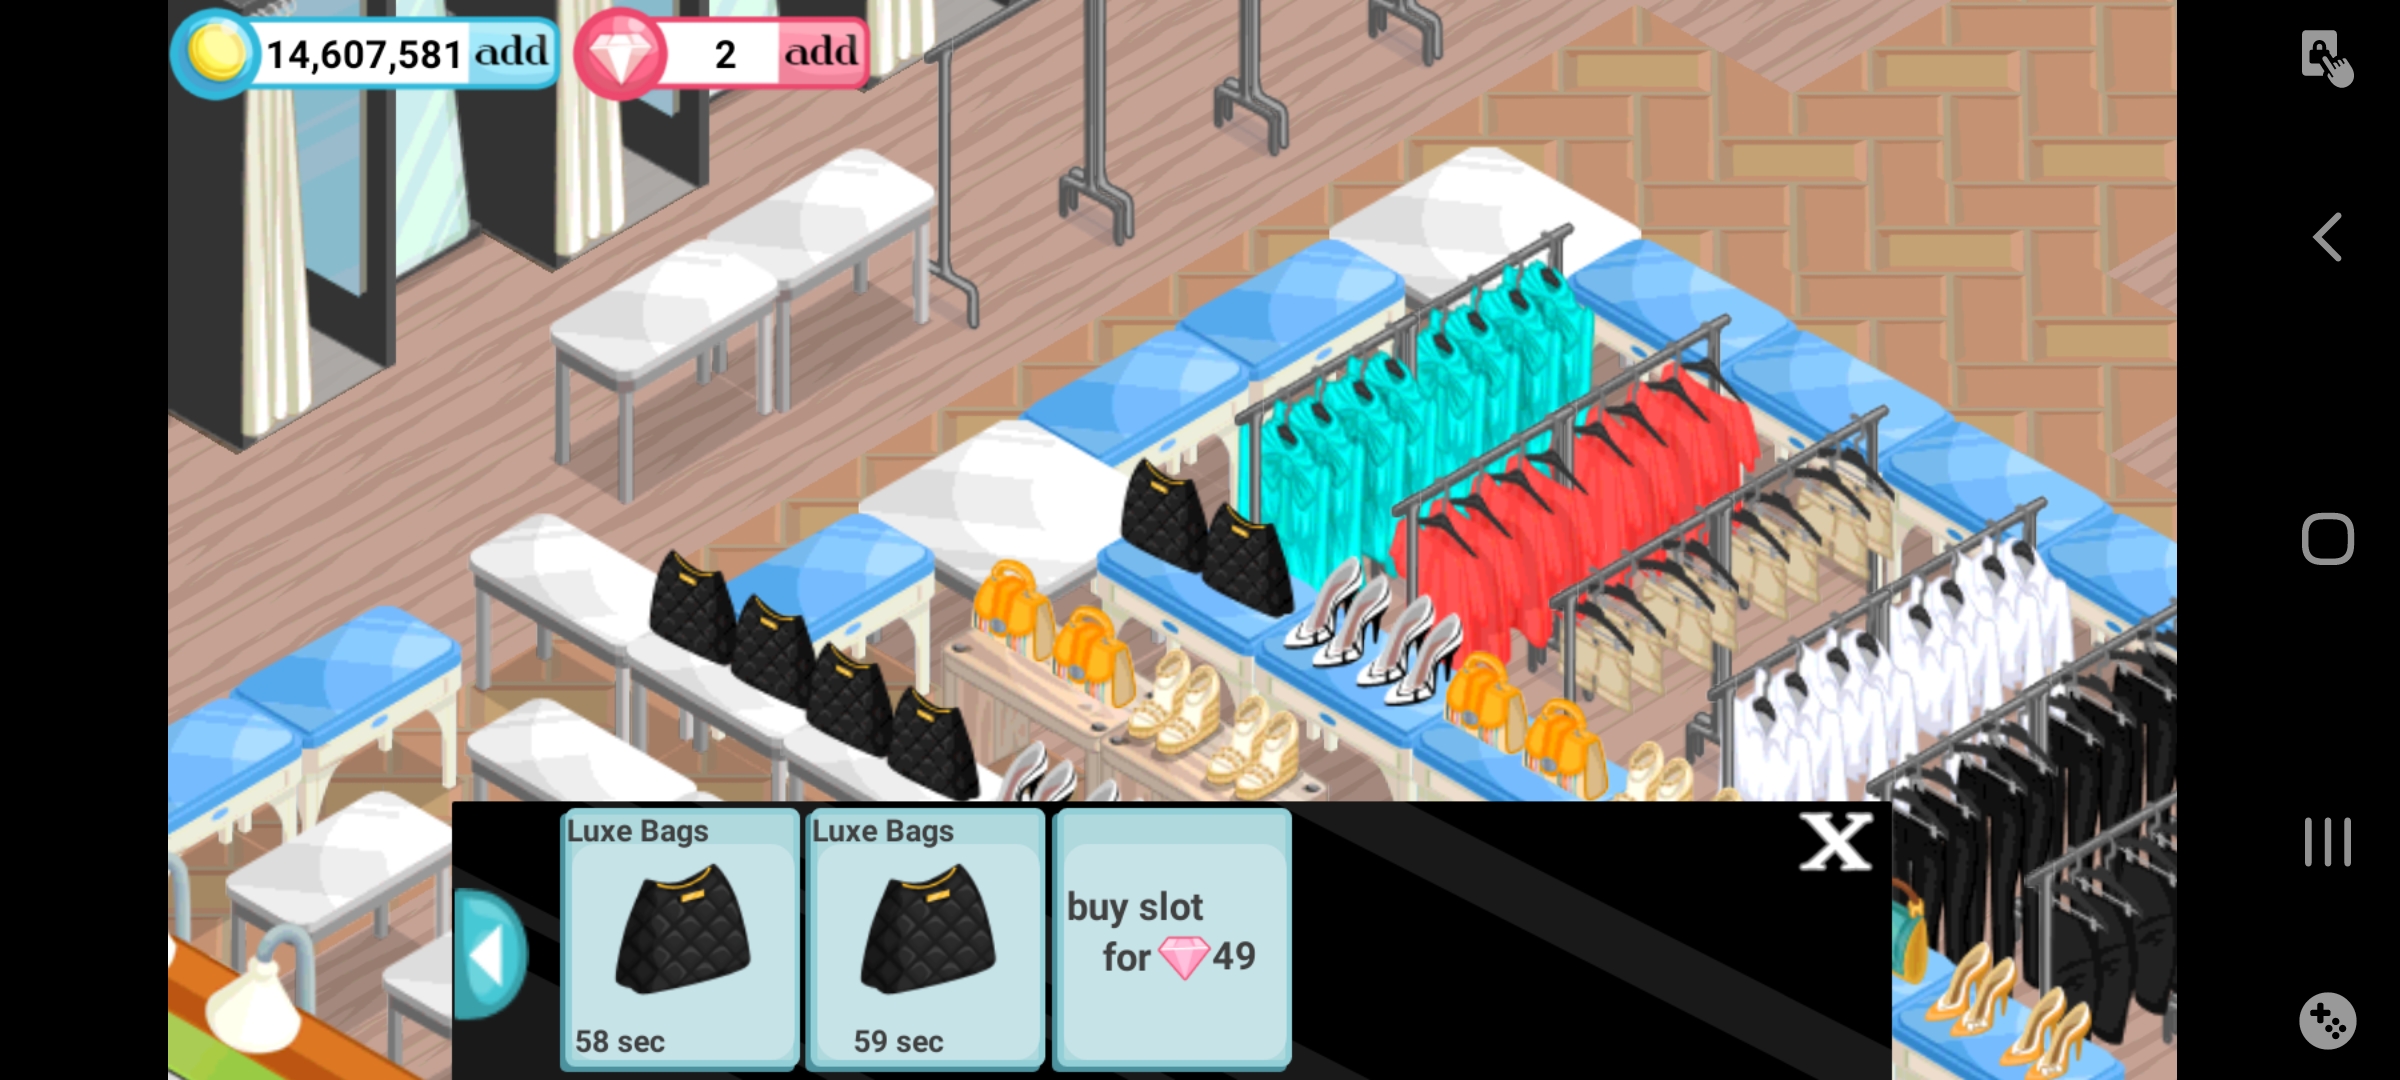 14,607,581 add
2 add
Luxe Bags
58 sec
Luxe Bags
59 sec
buy slot
for 49
X